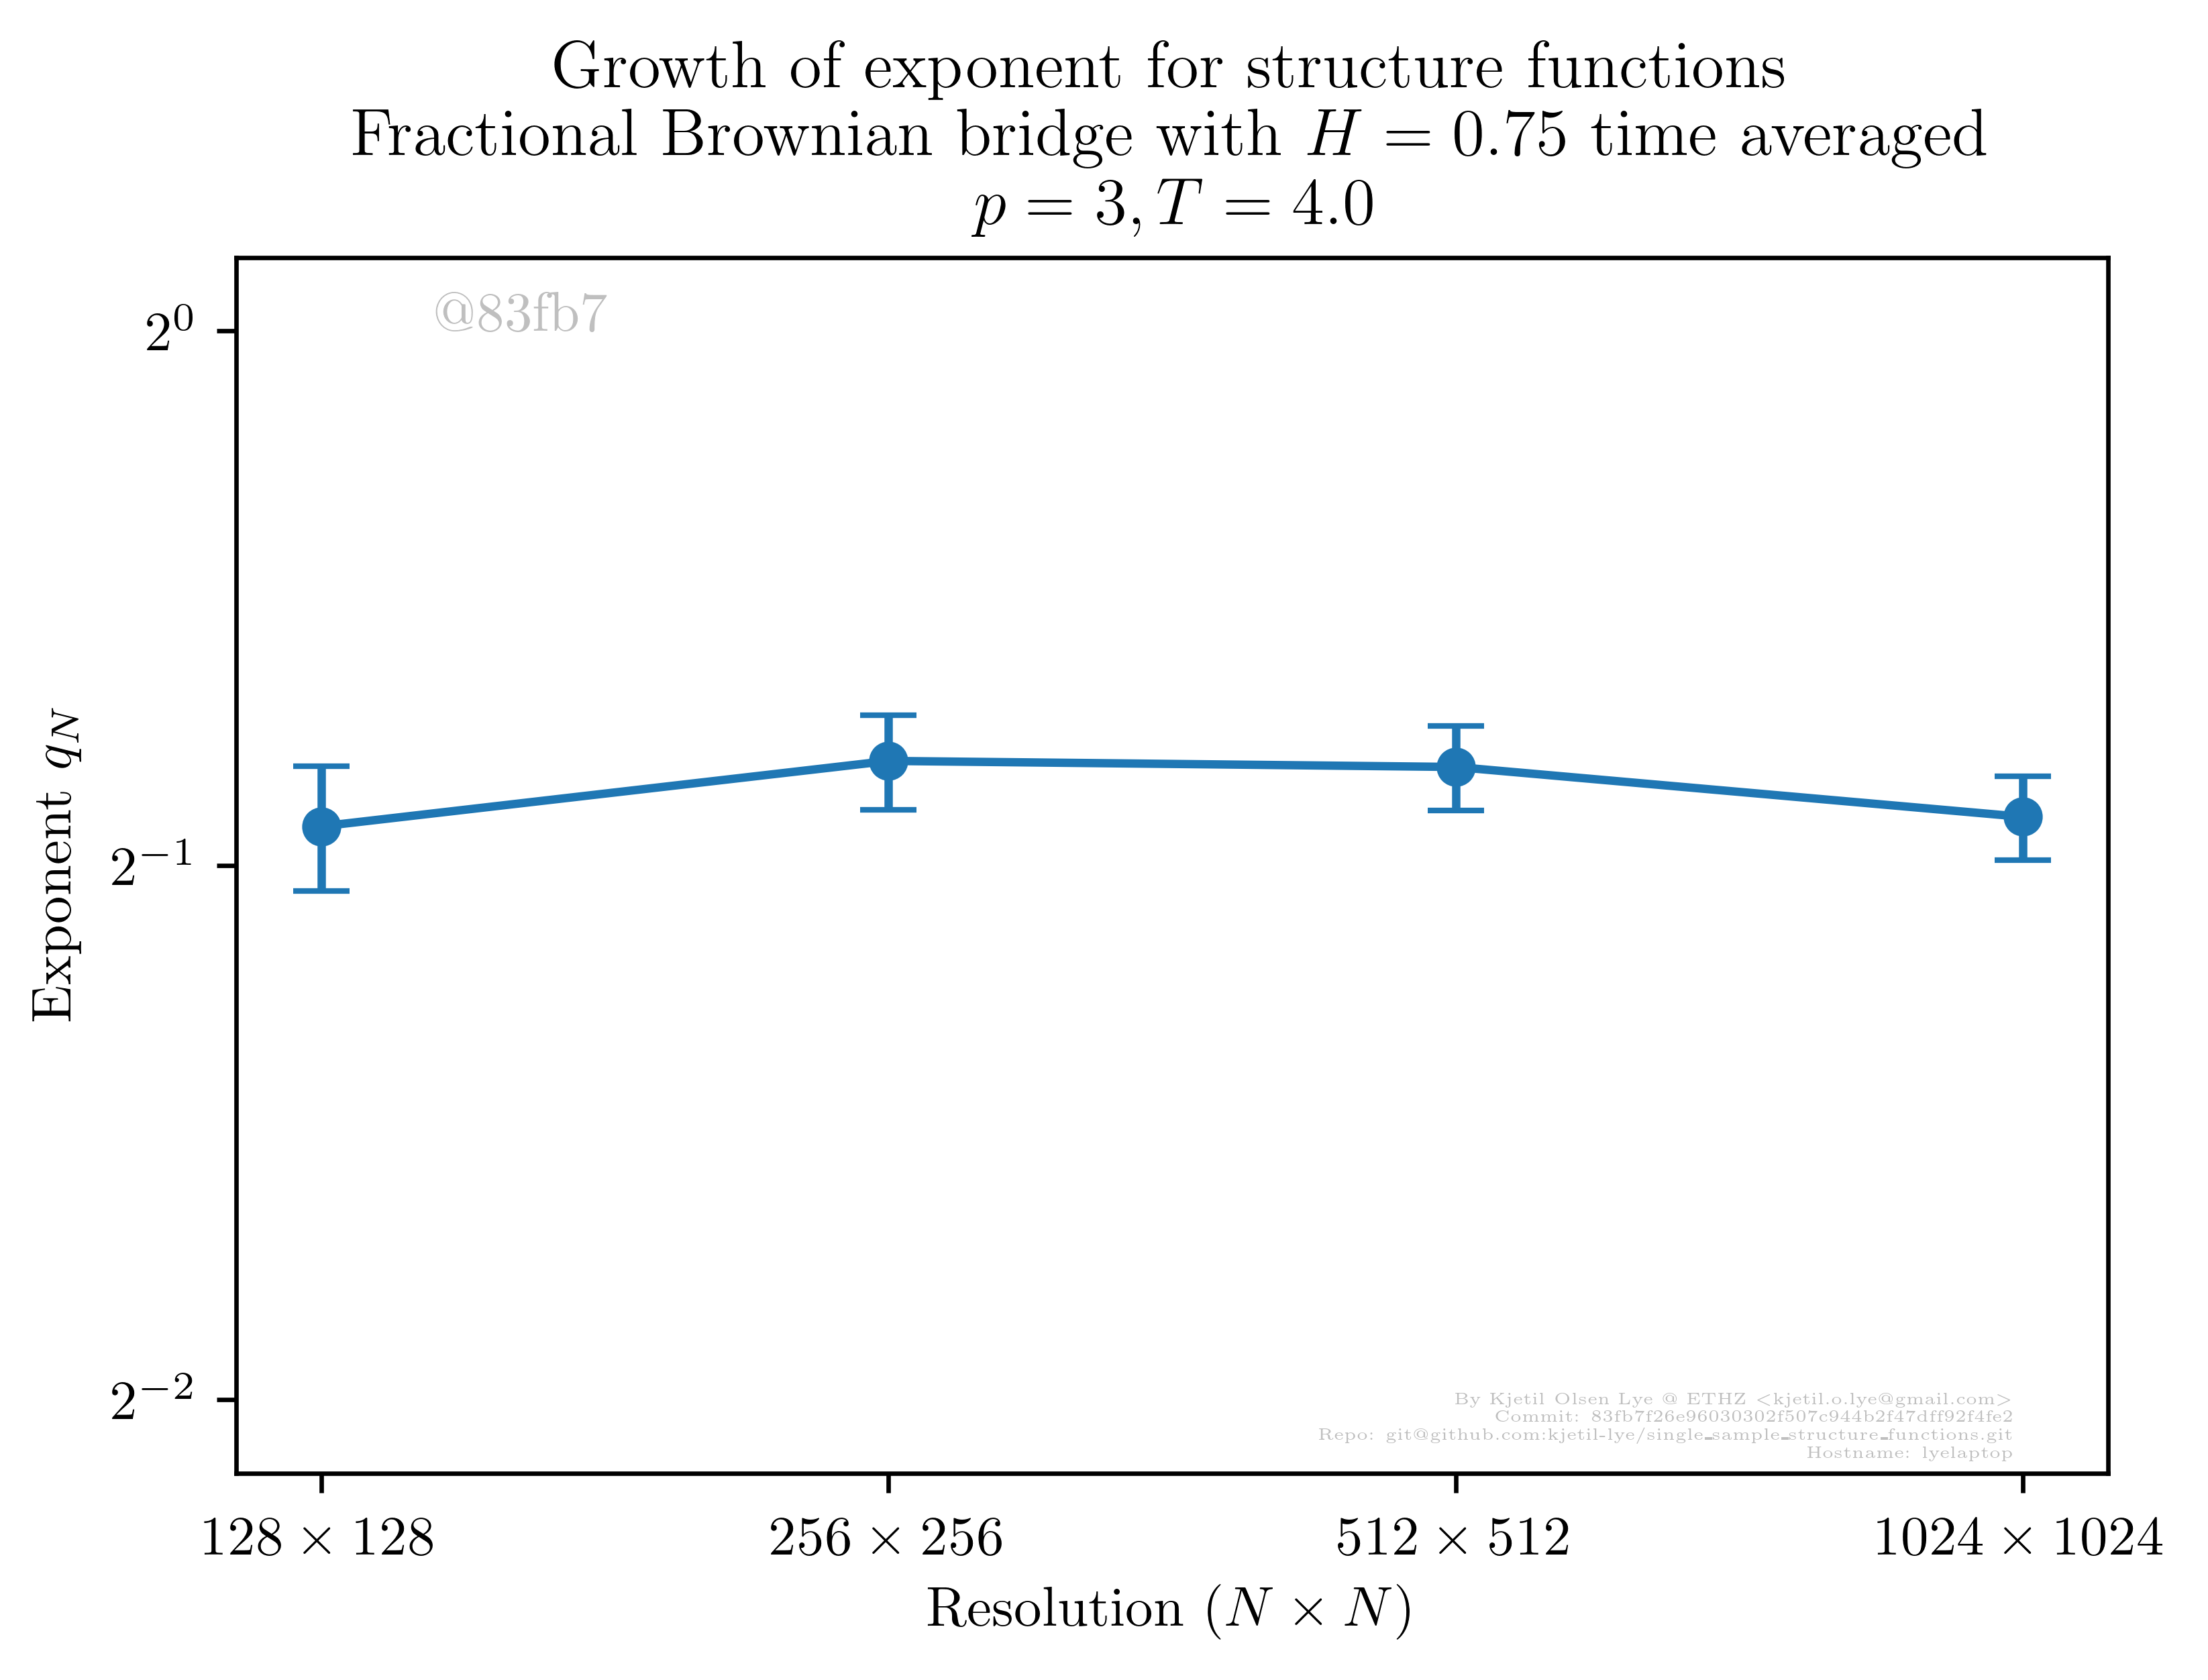 Growth of exponent for structure functions
Fractional Brownian bridge with H = 0.75 time averaged
p = 3, T = 4.0
@83fb7
2⁰
2⁻¹
2⁻²
Exponent q_N
By Kjetil Olsen Lye @ ETHZ <kjetil.o.lye@gmail.com>
Commit: 83fb7f26e96030302f507c944b2f47dff92f4fe2
Repo: git@github.com:kjetil-lye/single_sample_structure_functions.git
Hostname: lyelaptop
128 × 128
256 × 256
512 × 512
1024 × 1024
Resolution (N × N)